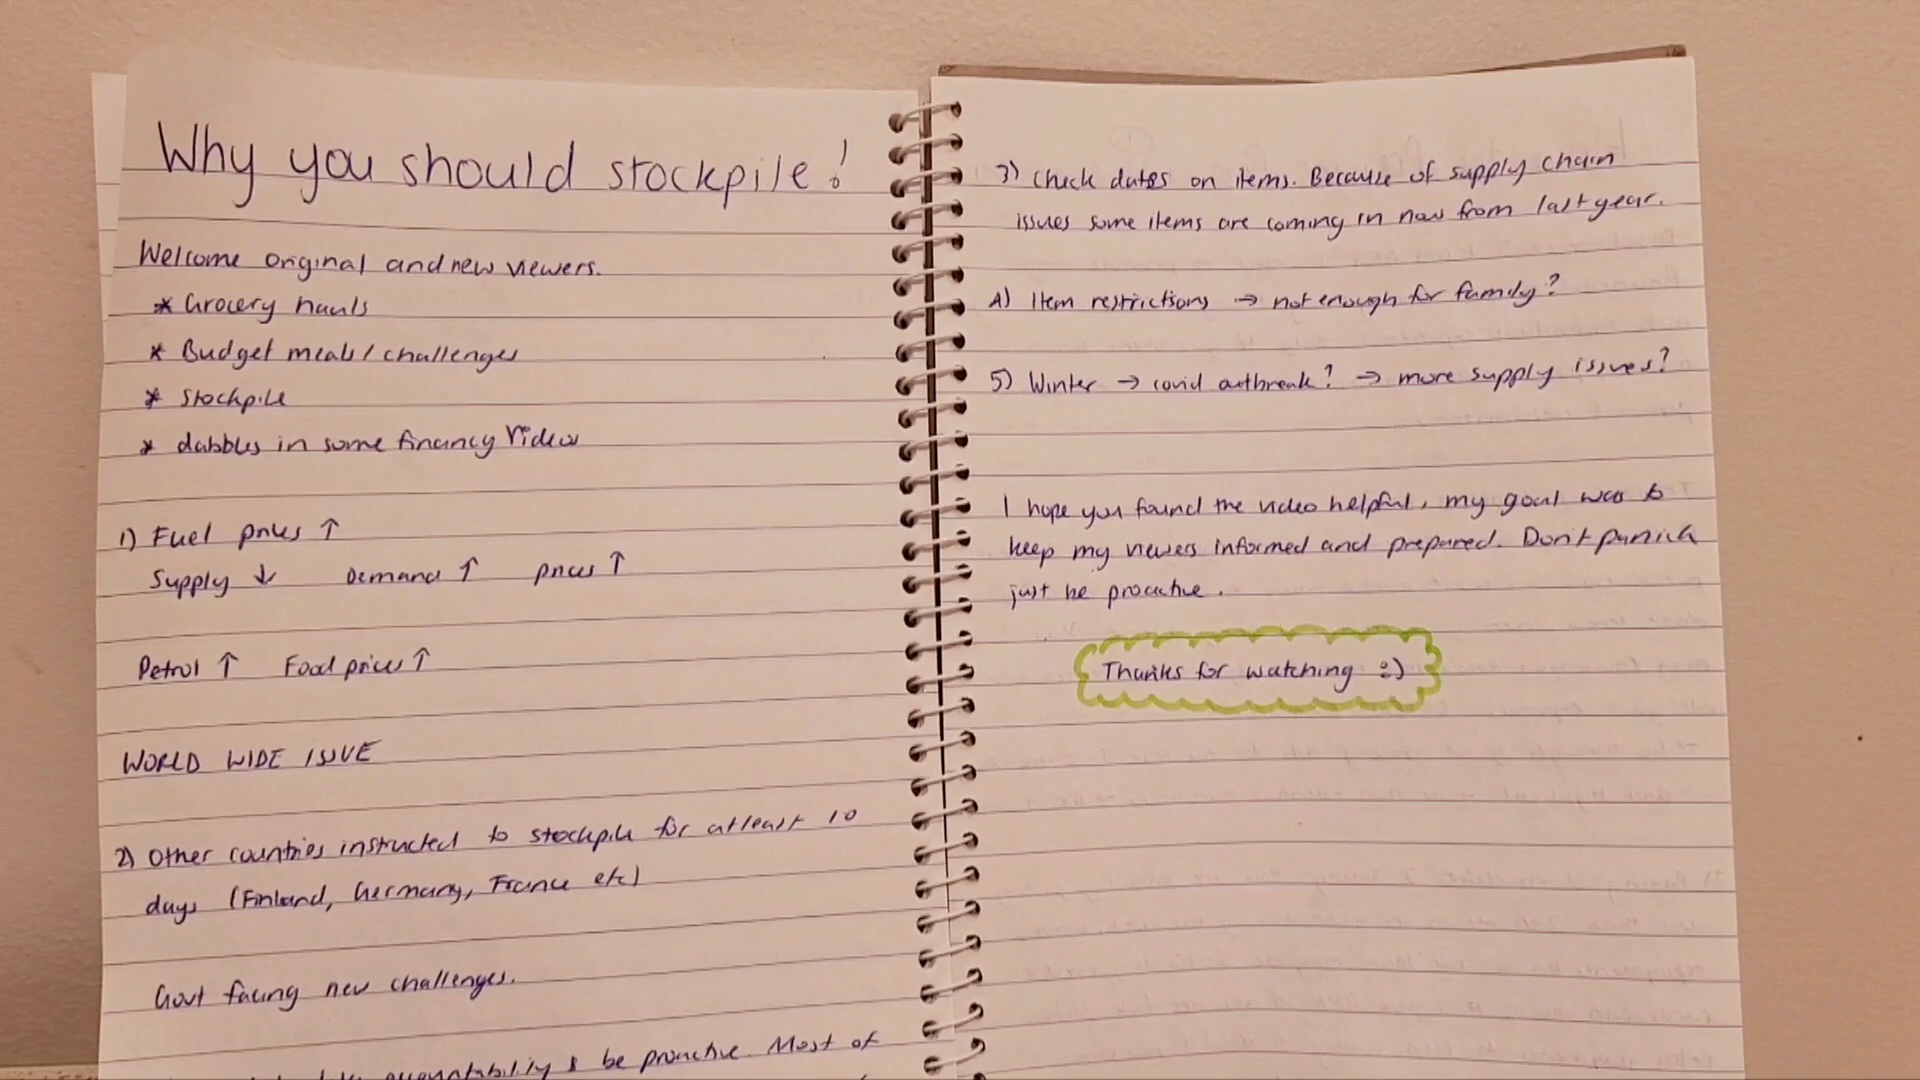 Why you should stockpile!
Welcome original and new viewers.
* Grocery hauls
* Budget meals / challenges
* Stockpile
* dabbles in some financy videos
1) Fuel prices ↑
Supply ↓ Demand ↑ prices ↑
Petrol ↑ Food prices ↑
WORLD WIDE ISSUE
2) Other countries instructed to stockpile for atleast 10
days (Finland, Germany, France etc)
Govt facing new challenges.
accountability & be proactive. Most of
3) Check dates on items. Because of supply chain
issues some items are coming in now from last year.
4) Item restrictions → not enough for family?
5) Winter → covid outbreak? → more supply issues?
I hope you found the video helpful, my goal was to
keep my viewers informed and prepared. Don't panick
just be proactive.
Thanks for watching :)